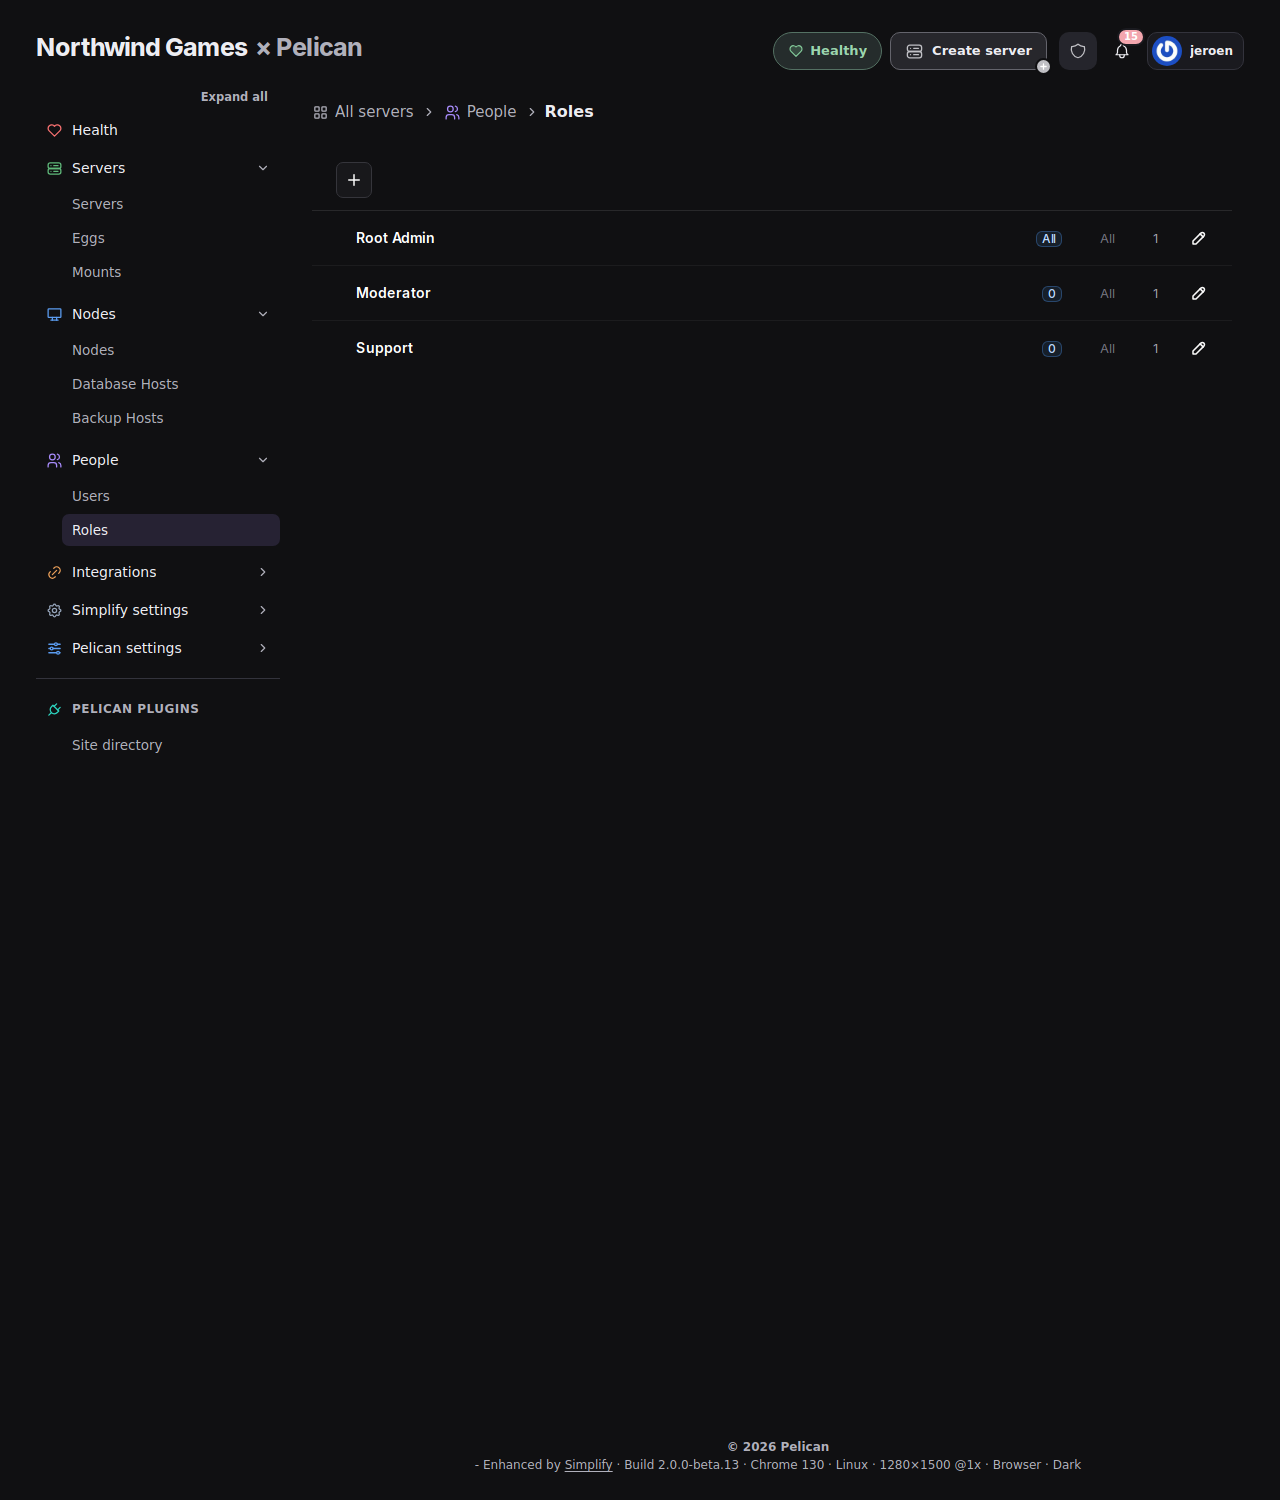 Northwind Games × Pelican
Healthy
Create server
15
jeroen
Expand all
Health
Servers
Servers
Eggs
Mounts
Nodes
Nodes
Database Hosts
Backup Hosts
People
Users
Roles
Integrations
Simplify settings
Pelican settings
PELICAN PLUGINS
Site directory
All servers > People > Roles
Root Admin All All 1
Moderator 0 All 1
Support 0 All 1
© 2026 Pelican
- Enhanced by Simplify · Build 2.0.0-beta.13 · Chrome 130 · Linux · 1280×1500 @1x · Browser · Dark